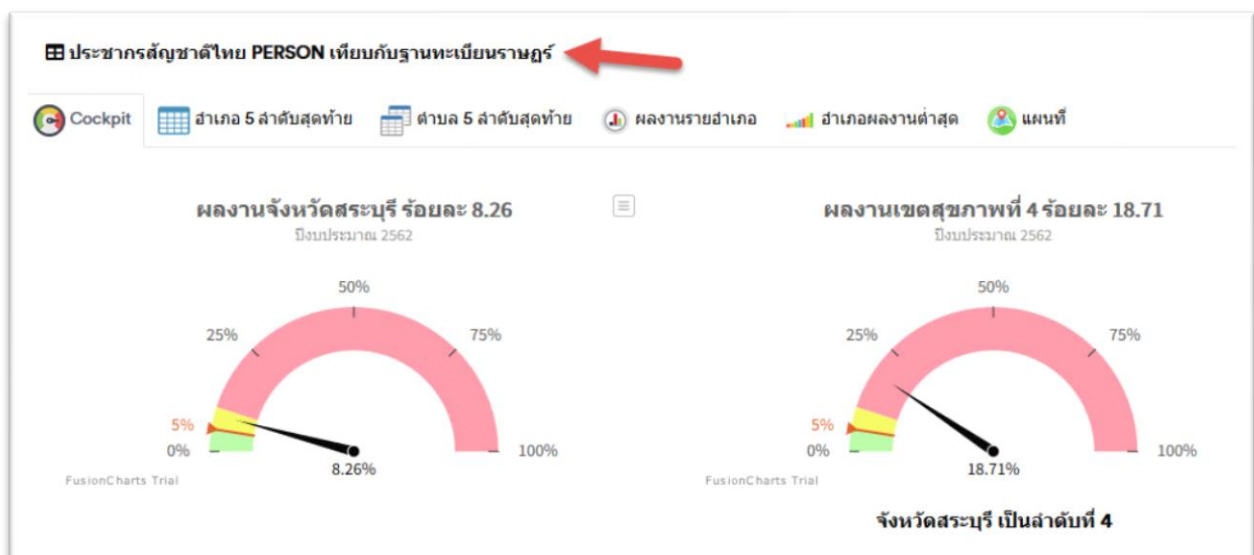 ประชากรสัญชาติไทย PERSON เทียบกับฐานทะเบียนราษฎร์
Cockpit อำเภอ 5 ลำดับสุดท้าย ตำบล 5 ลำดับสุดท้าย ผลงานรายอำเภอ อำเภอผลงานต่ำสุด แผนที่
ผลงานจังหวัดสระบุรี ร้อยละ 8.26
ปีงบประมาณ 2562
50%
25%
75%
5%
0%
100%
8.26%
FusionCharts Trial
ผลงานเขตสุขภาพที่ 4 ร้อยละ 18.71
ปีงบประมาณ 2562
50%
25%
75%
5%
0%
100%
18.71%
FusionCharts Trial
จังหวัดสระบุรี เป็นลำดับที่ 4